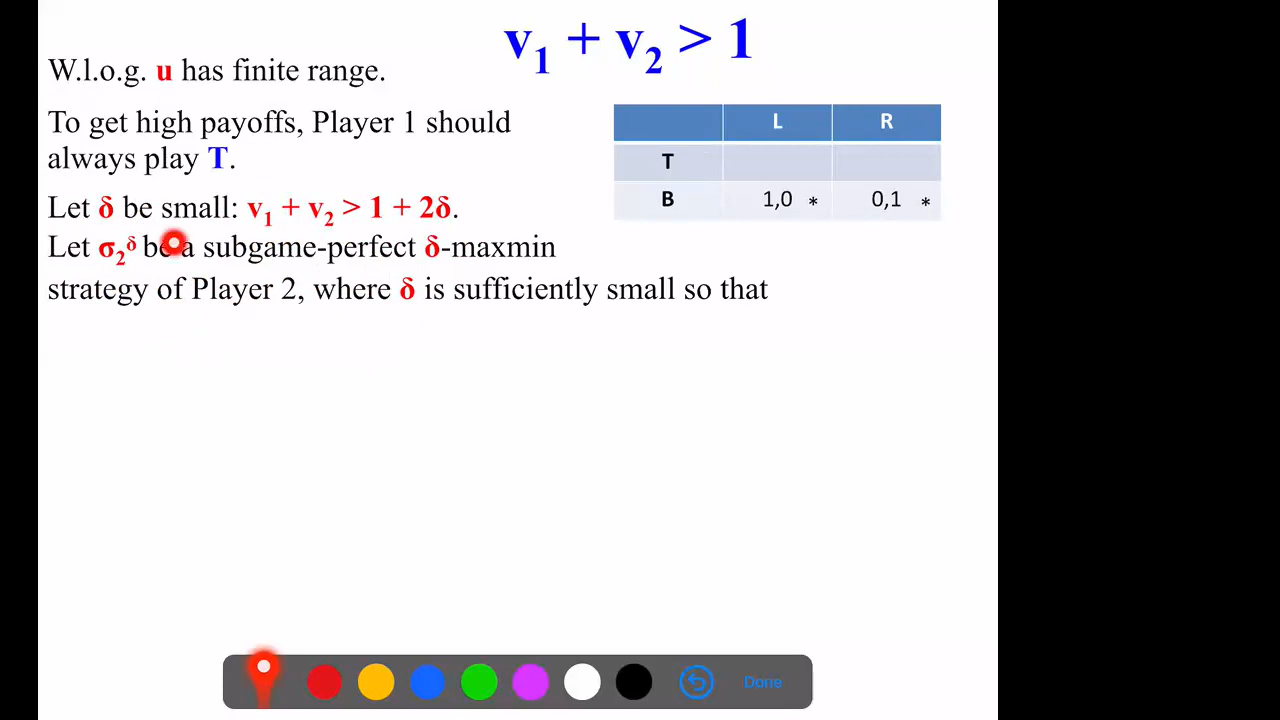 v₁ + v₂ > 1
W.l.o.g. u has finite range.
To get high payoffs, Player 1 should
always play T.
L R
T
B 1,0 * 0,1 *
Let δ be small: v₁ + v₂ > 1 + 2δ.
Let σ₂ᵟ be a subgame-perfect δ-maxmin
strategy of Player 2, where δ is sufficiently small so that
Done